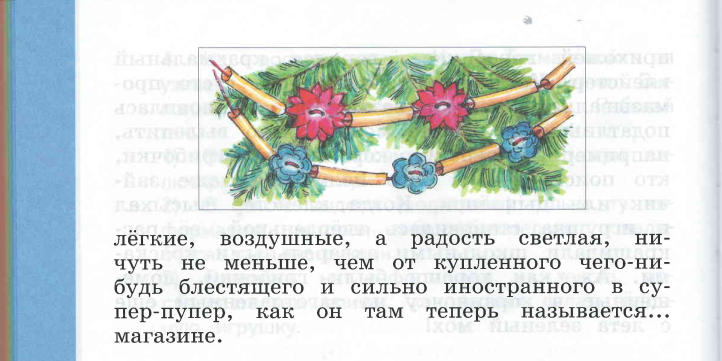 лёгкие, воздушные, а радость светлая, ни-
чуть не меньше, чем от купленного чего-ни-
будь блестящего и сильно иностранного в су-
пер-пупер, как он там теперь называется...
магазине.